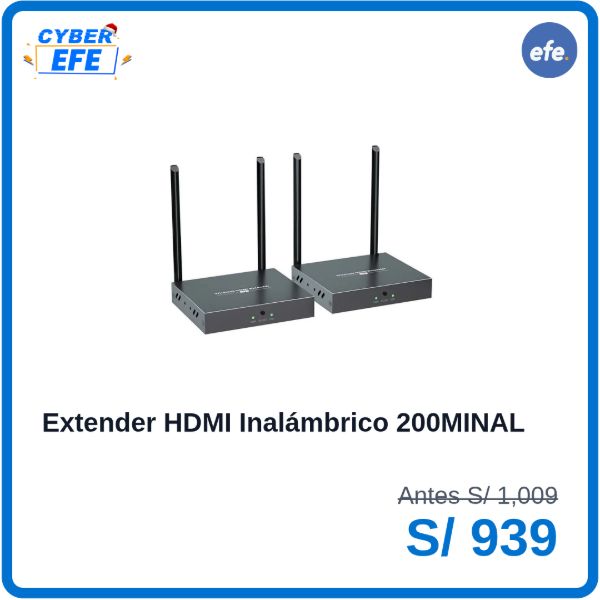 CYBER
EFE
efe.
Extender HDMI Inalámbrico 200MINAL
Antes S/ 1,009
S/ 939